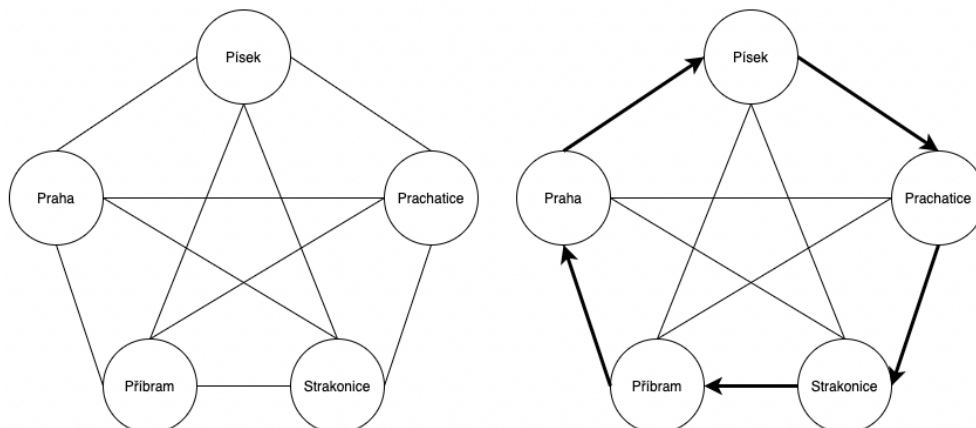 Písek
Praha
Prachatice
Příbram
Strakonice
Písek
Praha
Prachatice
Příbram
Strakonice